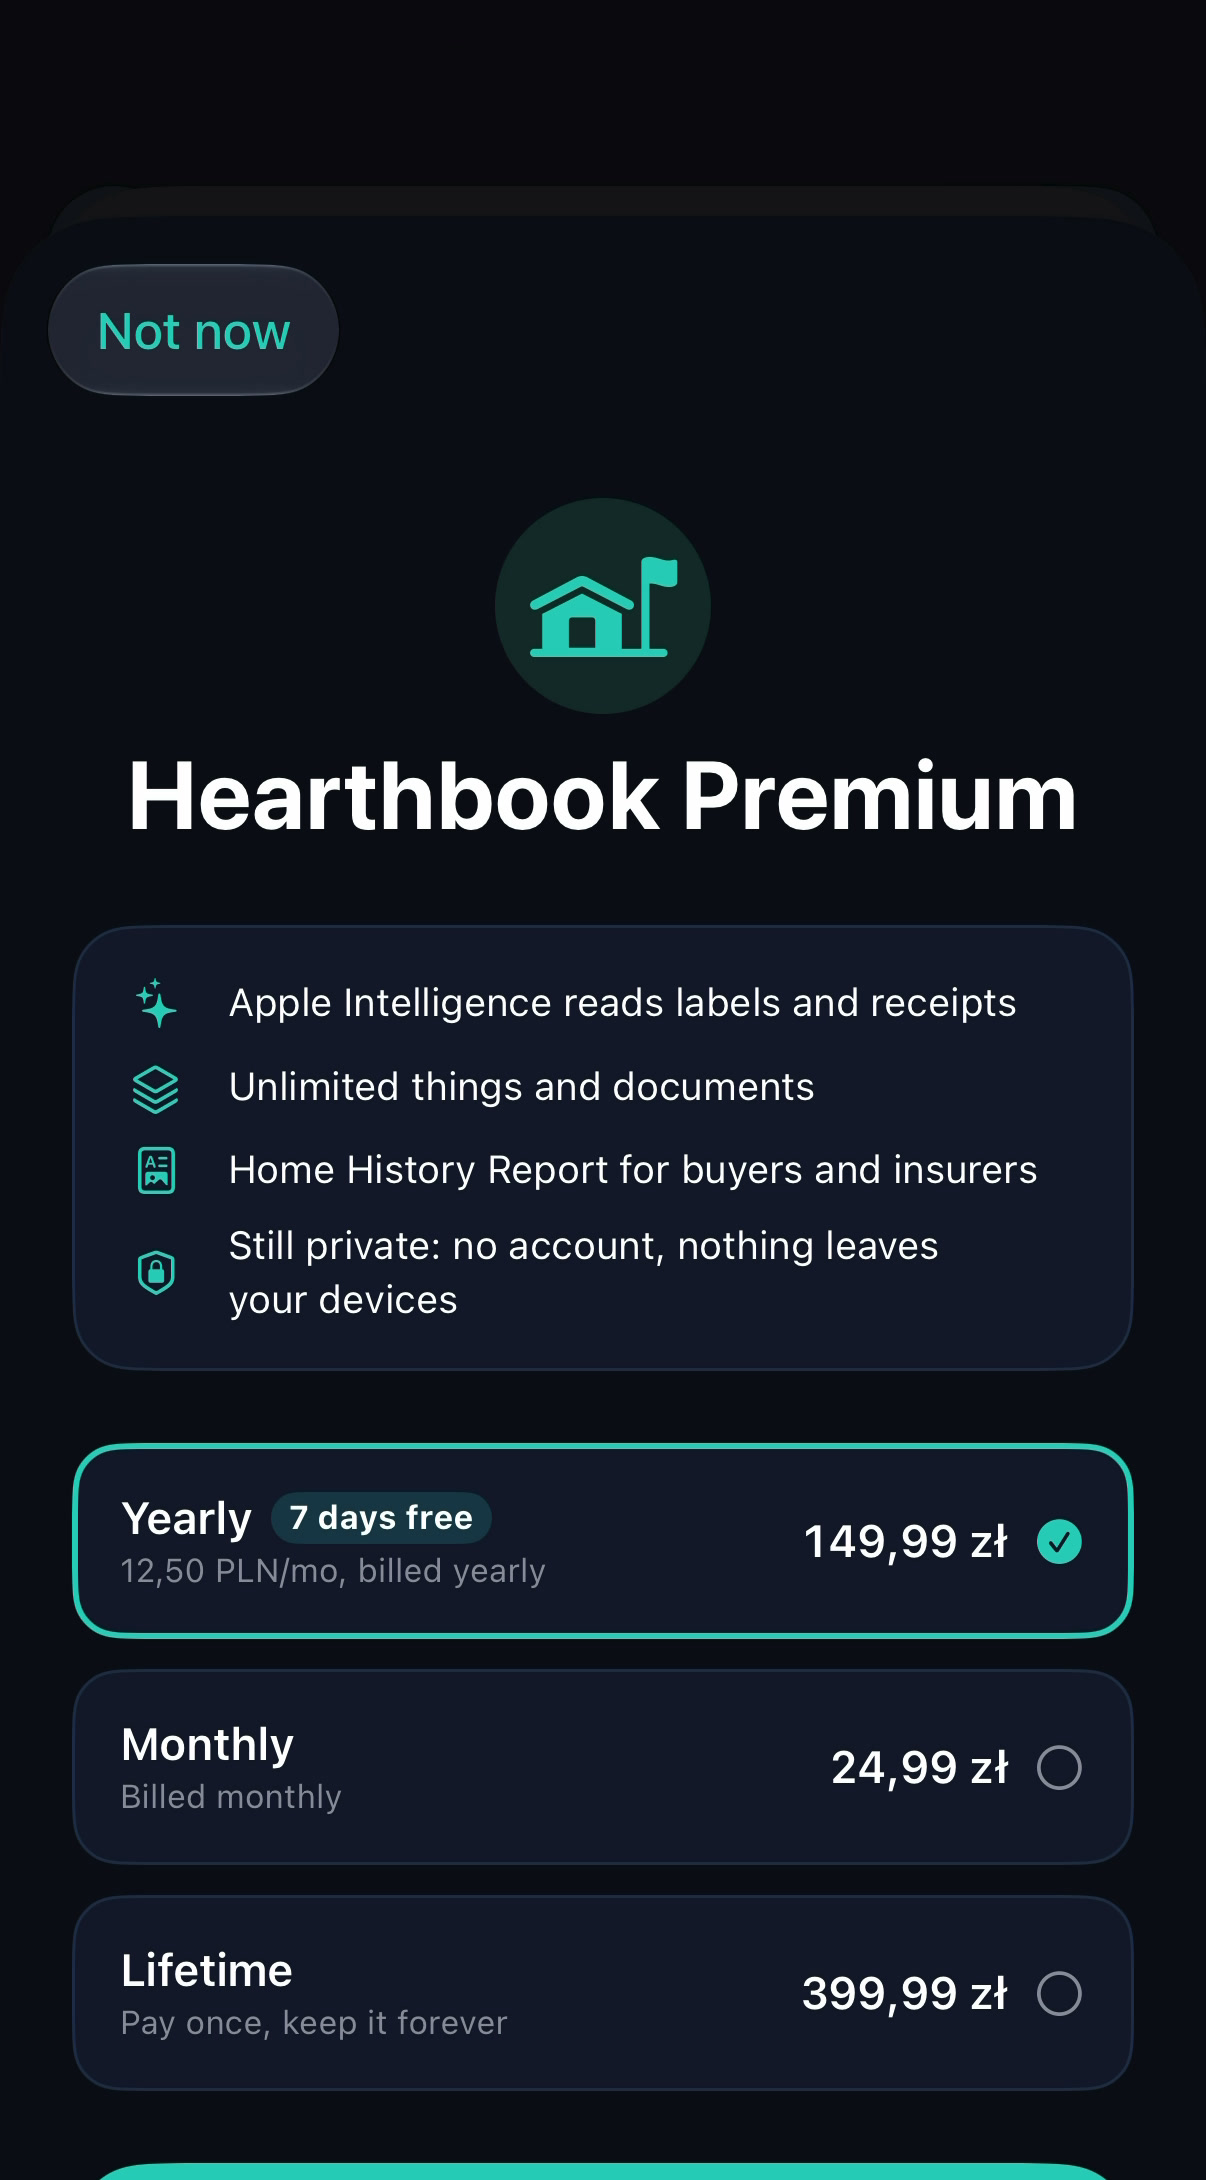 Not now
Hearthbook Premium
Apple Intelligence reads labels and receipts
Unlimited things and documents
Home History Report for buyers and insurers
Still private: no account, nothing leaves
your devices
Yearly 7 days free
149,99 zł
12,50 PLN/mo, billed yearly
Monthly
24,99 zł
Billed monthly
Lifetime
399,99 zł
Pay once, keep it forever